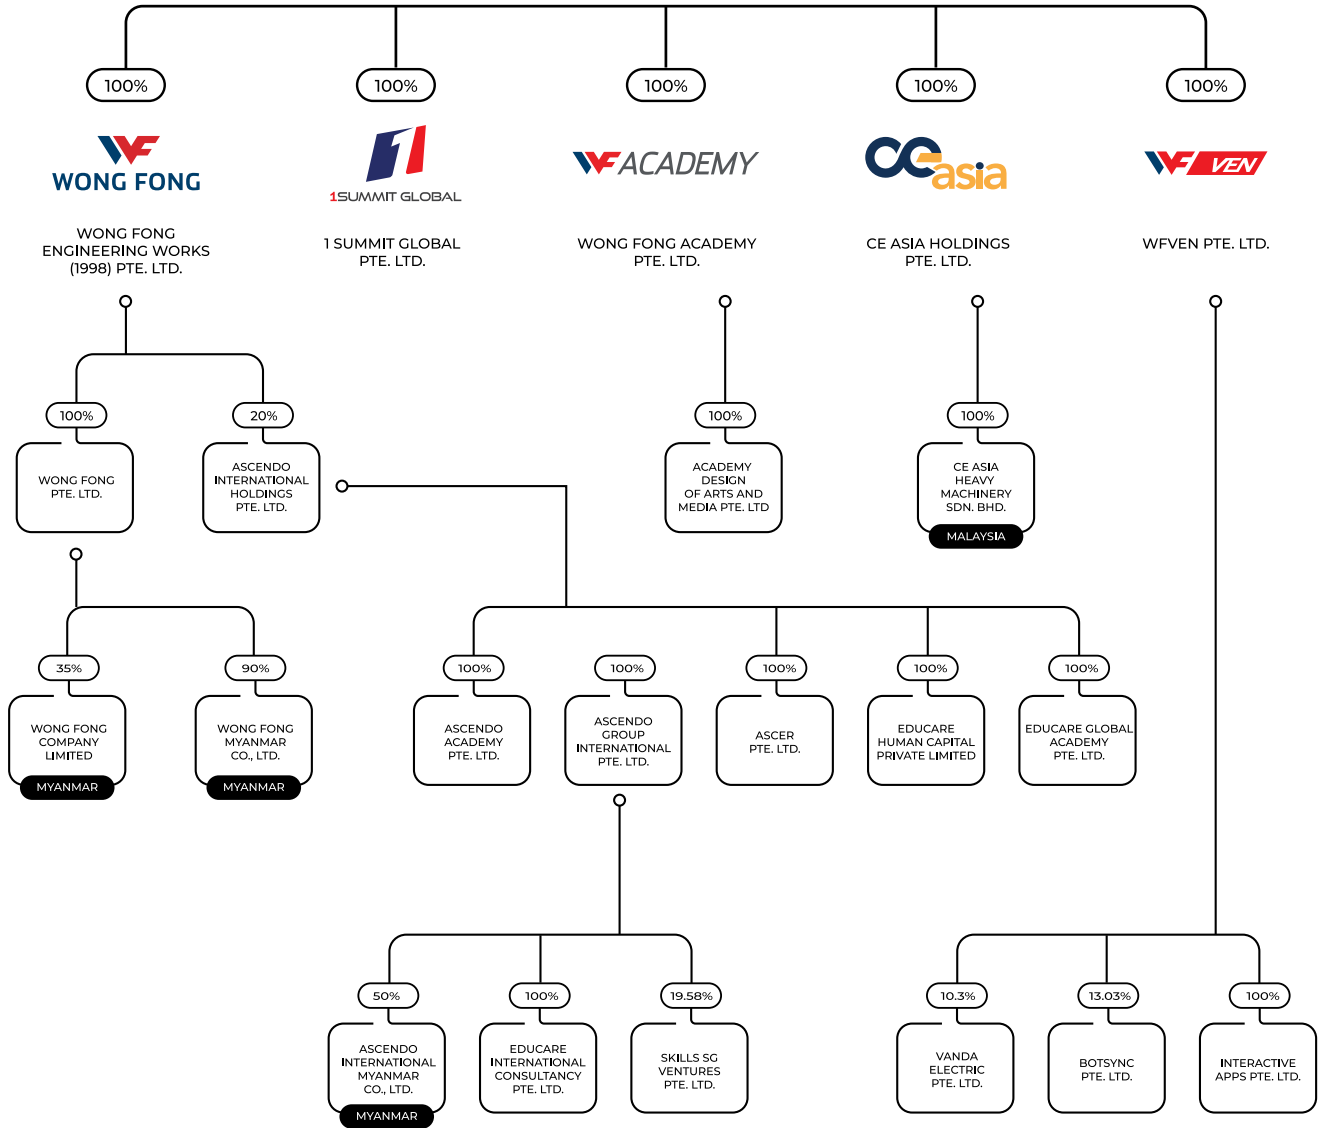 100%
100%
100%
100%
100%
WF
WONG FONG
1SUMMIT GLOBAL
WF ACADEMY
CE asia
WF VEN
WONG FONG
ENGINEERING WORKS
(1998) PTE. LTD.
1 SUMMIT GLOBAL
PTE. LTD.
WONG FONG ACADEMY
PTE. LTD.
CE ASIA HOLDINGS
PTE. LTD.
WFVEN PTE. LTD.
100%
20%
100%
100%
WONG FONG
PTE. LTD.
ASCENDO
INTERNATIONAL
HOLDINGS
PTE. LTD.
ACADEMY
DESIGN
OF ARTS AND
MEDIA PTE. LTD
CE ASIA
HEAVY
MACHINERY
SDN. BHD.
MALAYSIA
35%
90%
100%
100%
100%
100%
100%
WONG FONG
COMPANY
LIMITED
MYANMAR
WONG FONG
MYANMAR
CO., LTD.
MYANMAR
ASCENDO
ACADEMY
PTE. LTD.
ASCENDO
GROUP
INTERNATIONAL
PTE. LTD.
ASCER
PTE. LTD.
EDUCARE
HUMAN CAPITAL
PRIVATE LIMITED
EDUCARE GLOBAL
ACADEMY
PTE. LTD.
50%
100%
19.58%
10.3%
13.03%
100%
ASCENDO
INTERNATIONAL
MYANMAR
CO., LTD.
MYANMAR
EDUCARE
INTERNATIONAL
CONSULTANCY
PTE. LTD.
SKILLS SG
VENTURES
PTE. LTD.
VANDA
ELECTRIC
PTE. LTD.
BOTSYNC
PTE. LTD.
INTERACTIVE
APPS PTE. LTD.